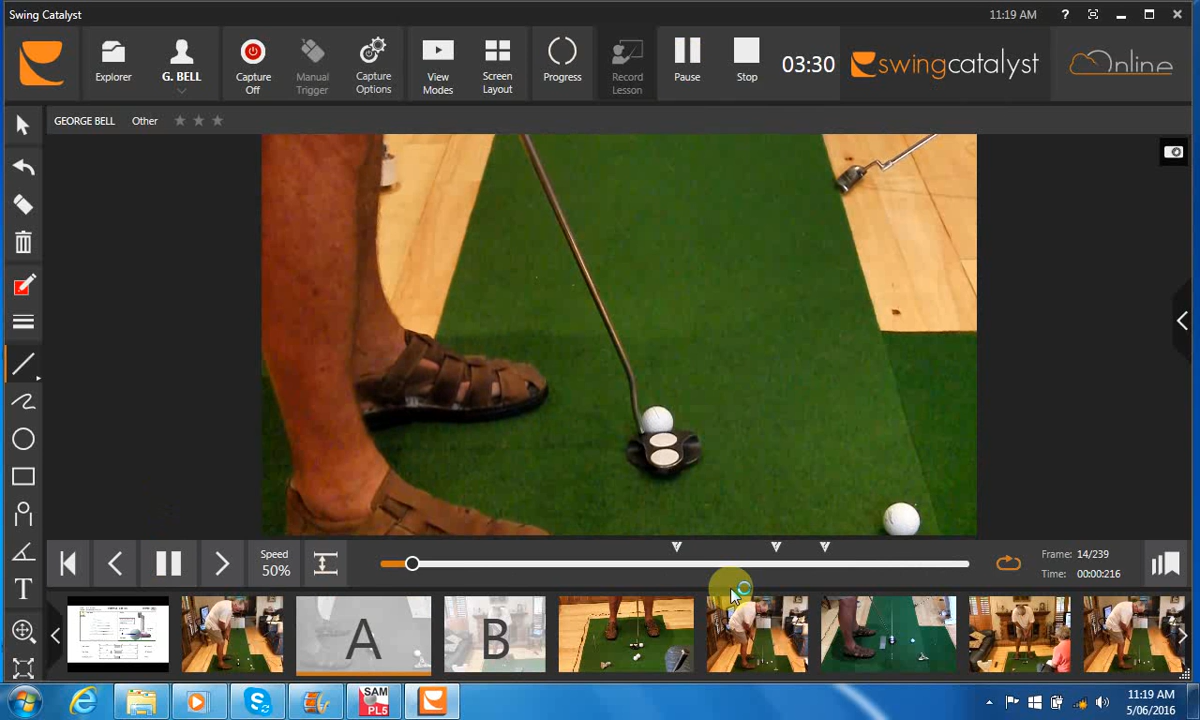 Swing Catalyst
11:19 AM
?
Explorer
G. BELL
Capture Off
Manual Trigger
Capture Options
View Modes
Screen Layout
Progress
Record Lesson
Pause
Stop
03:30
swingcatalyst
Online
GEORGE BELL
Other
T
Speed
50%
Frame: 14/239
Time: 00:00:216
A
B
SAM
PL5
11:19 AM
5/06/2016